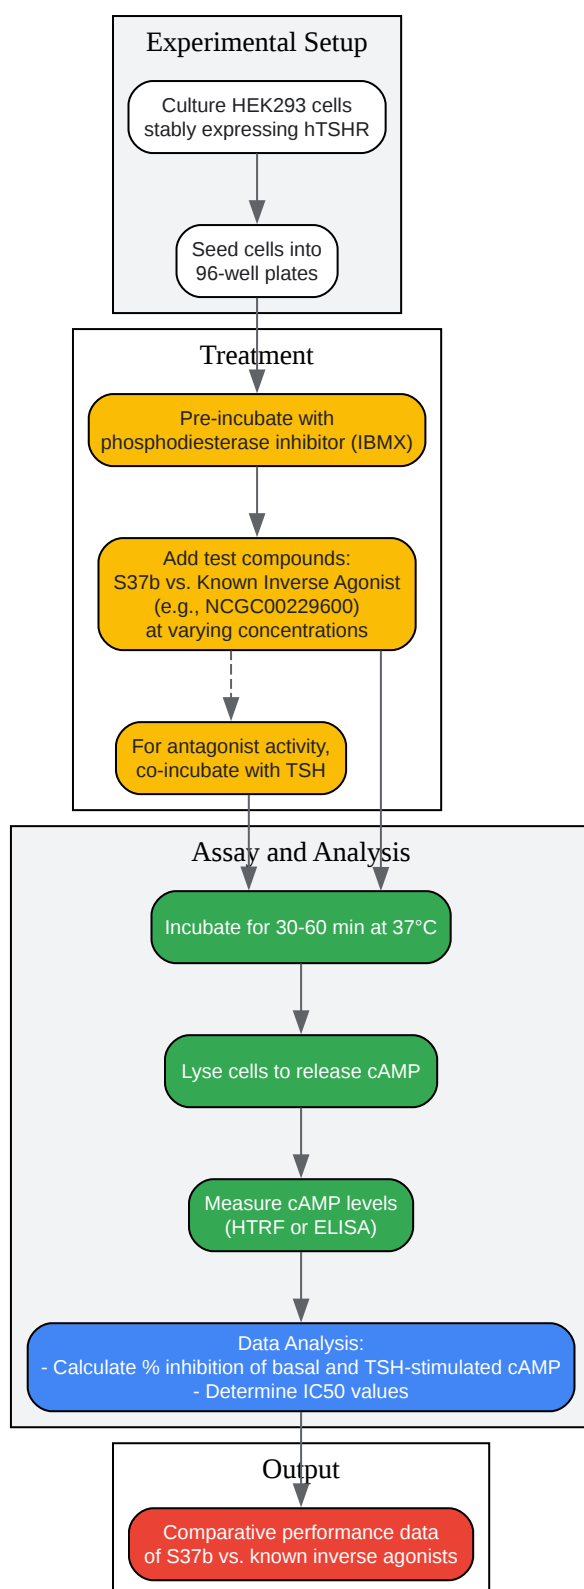 Experimental Setup
Culture HEK293 cells
stably expressing hTSHR
Seed cells into
96-well plates
Treatment
Pre-incubate with
phosphodiesterase inhibitor (IBMX)
Add test compounds:
S37b vs. Known Inverse Agonist
(e.g., NCGC00229600)
at varying concentrations
For antagonist activity,
co-incubate with TSH
Assay and Analysis
Incubate for 30-60 min at 37°C
Lyse cells to release cAMP
Measure cAMP levels
(HTRF or ELISA)
Data Analysis:
- Calculate % inhibition of basal and TSH-stimulated cAMP
- Determine IC50 values
Output
Comparative performance data
of S37b vs. known inverse agonists